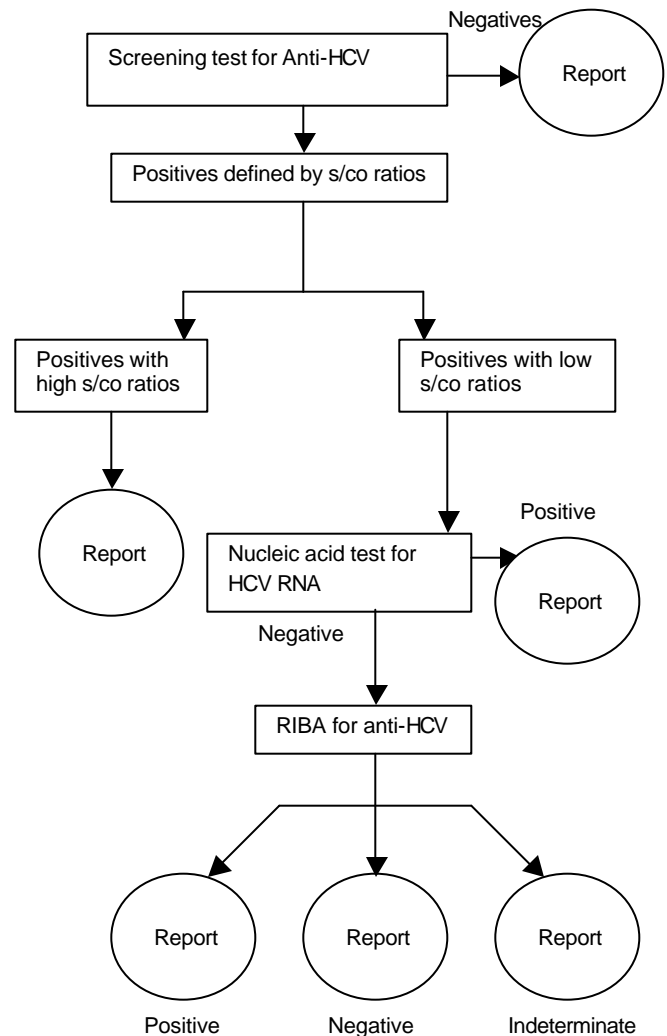 Negatives
Screening test for Anti-HCV
Report
Positives defined by s/co ratios
Positives with
high s/co ratios
Positives with low
s/co ratios
Report
Positive
Nucleic acid test for
HCV RNA
Report
Negative
RIBA for anti-HCV
Report
Report
Report
Positive
Negative
Indeterminate